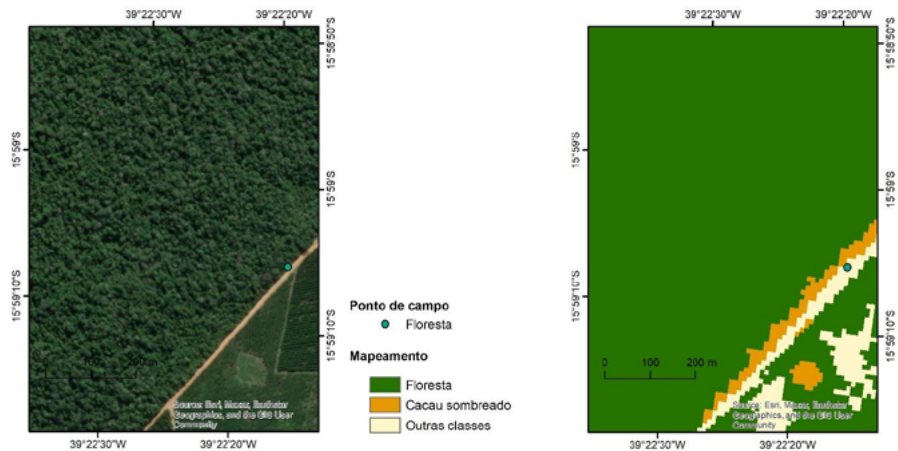 39°22'30"W
39°22'20"W
15°58'50"S
15°59'S
15°59'S
15°59'10"S
15°59'10"S
Source: Esri, Maxar, Earthstar
Geographics, and the GIS User
Community
39°22'30"W
39°22'20"W
Ponto de campo
Floresta
Mapeamento
Floresta
Cacau sombreado
Outras classes
39°22'30"W
39°22'20"W
15°58'50"S
15°59'S
15°59'S
15°59'10"S
15°59'10"S
0 100 200 m
Source: Esri, Maxar, Earthstar
Geographics, and the GIS User
Community
39°22'30"W
39°22'20"W